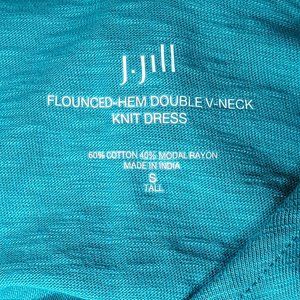 J.Jill
FLOUNCED-HEM DOUBLE V-NECK
KNIT DRESS
60% COTTON 40% MODAL RAYON
MADE IN INDIA
S
TALL